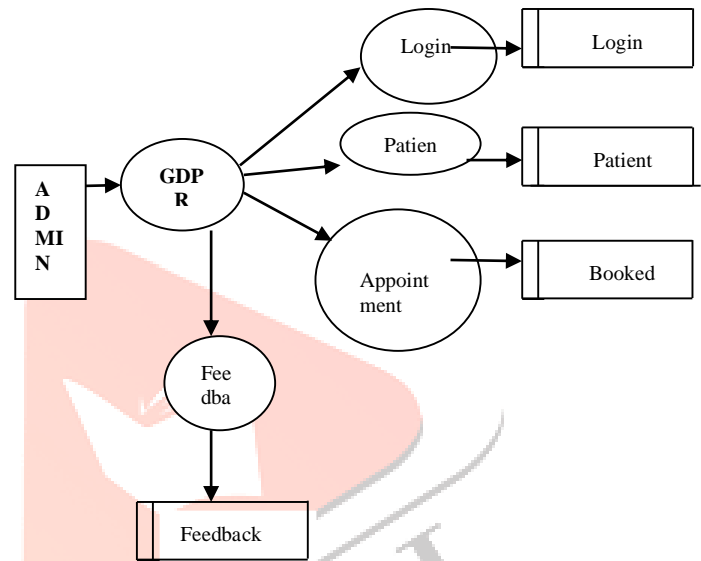 Login
Login
Patien
Patient
GDP
R
A
D
MI
N
Appoint
ment
Booked
Fee
dba
Feedback